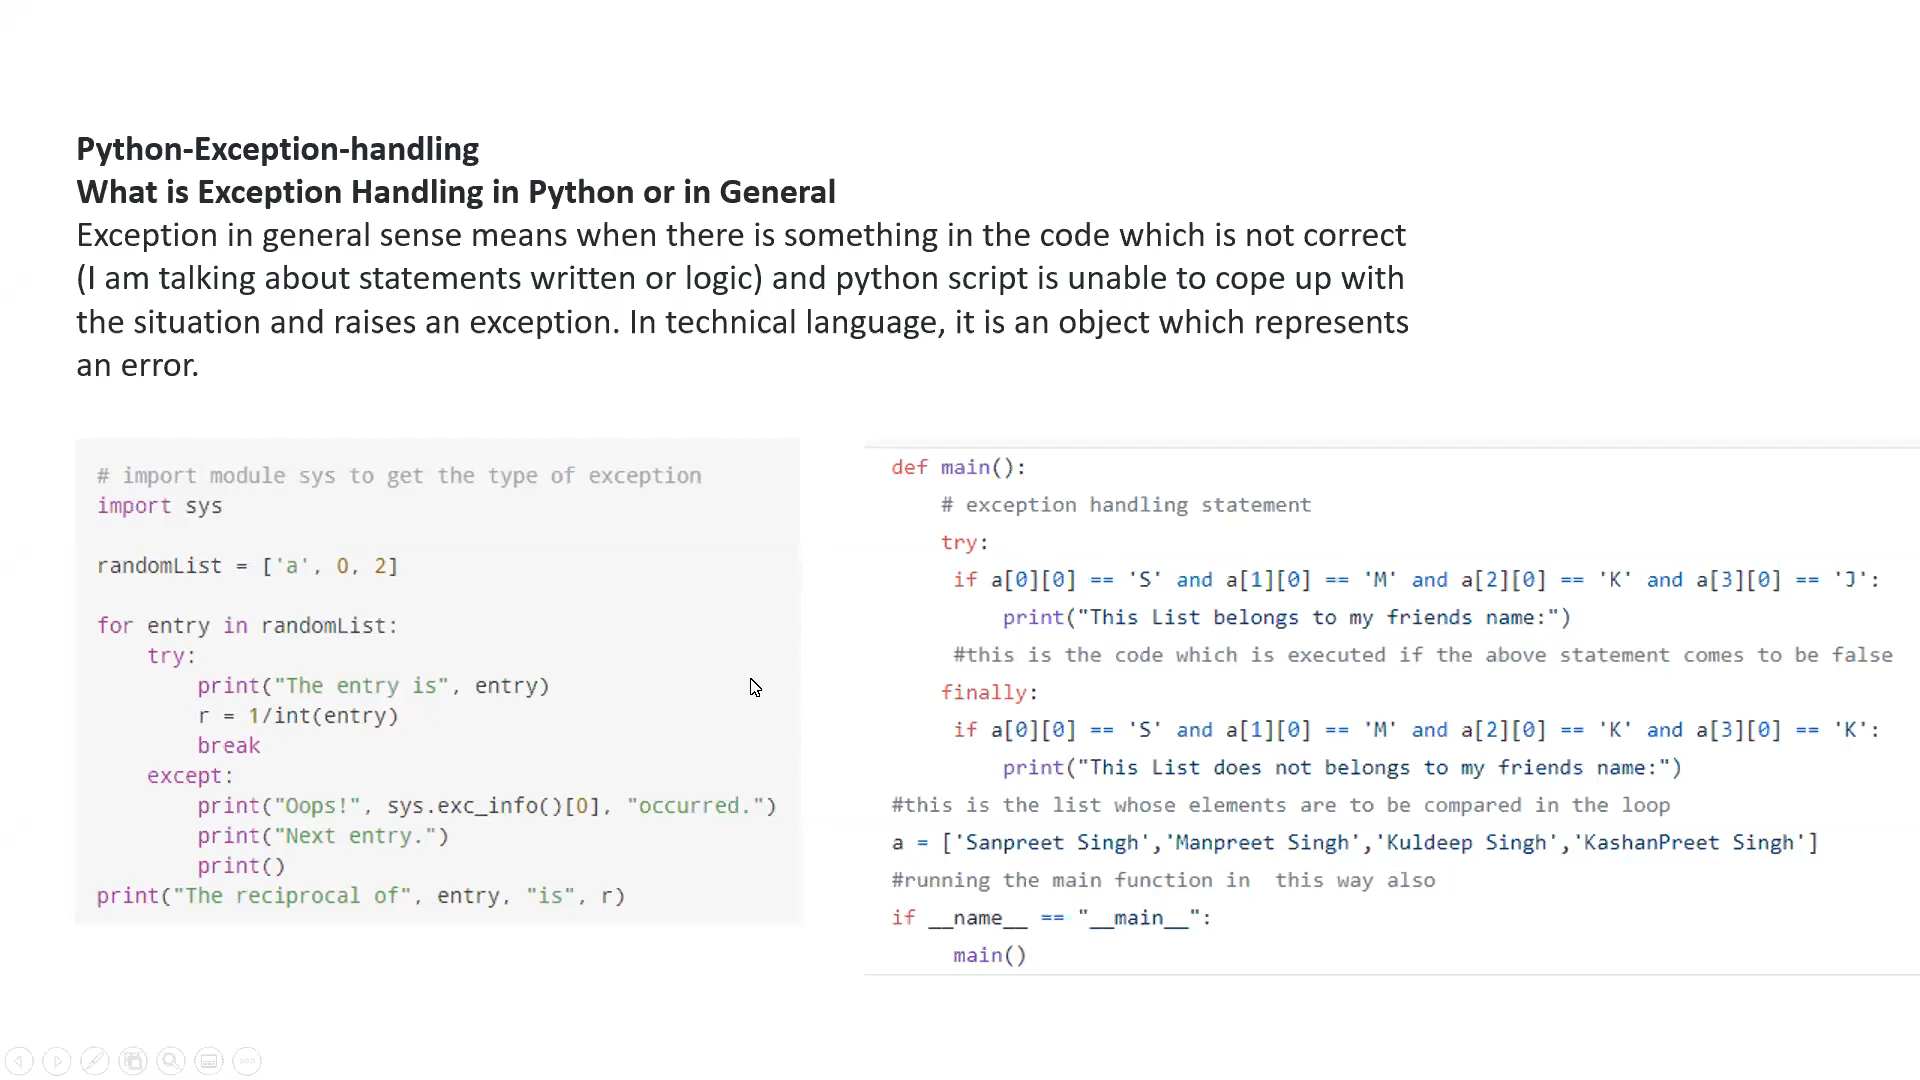 Python-Exception-handling
What is Exception Handling in Python or in General
Exception in general sense means when there is something in the code which is not correct
(I am talking about statements written or logic) and python script is unable to cope up with
the situation and raises an exception. In technical language, it is an object which represents
an error.
# import module sys to get the type of exception
import sys
randomList = ['a', 0, 2]
for entry in randomList:
    try:
        print("The entry is", entry)
        r = 1/int(entry)
        break
    except:
        print("Oops!", sys.exc_info()[0], "occurred.")
        print("Next entry.")
        print()
print("The reciprocal of", entry, "is", r)
def main():
    # exception handling statement
    try:
     if a[0][0] == 'S' and a[1][0] == 'M' and a[2][0] == 'K' and a[3][0] == 'J':
         print("This List belongs to my friends name:")
     #this is the code which is executed if the above statement comes to be false
    finally:
     if a[0][0] == 'S' and a[1][0] == 'M' and a[2][0] == 'K' and a[3][0] == 'K':
         print("This List does not belongs to my friends name:")
#this is the list whose elements are to be compared in the loop
a = ['Sanpreet Singh','Manpreet Singh','Kuldeep Singh','KashanPreet Singh']
#running the main function in  this way also
if __name__ == "__main__":
     main()